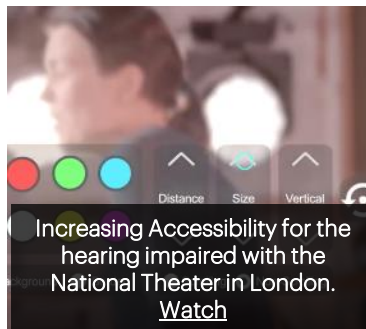 Distance Size Vertical
Increasing Accessibility for the
hearing impaired with the
National Theater in London.
Watch